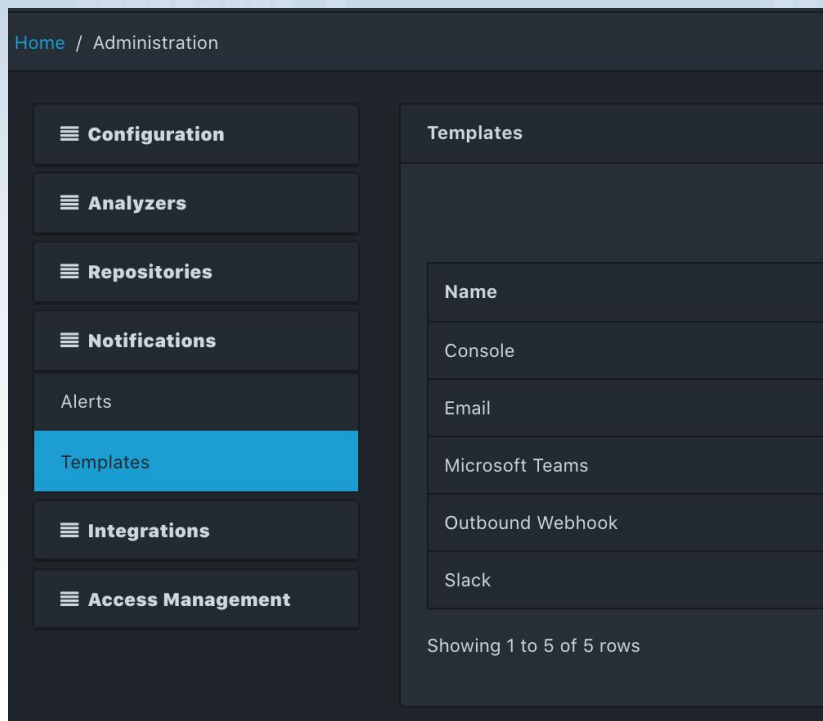 Home / Administration
Configuration
Analyzers
Repositories
Notifications
Alerts
Templates
Integrations
Access Management
Templates
Name
Console
Email
Microsoft Teams
Outbound Webhook
Slack
Showing 1 to 5 of 5 rows